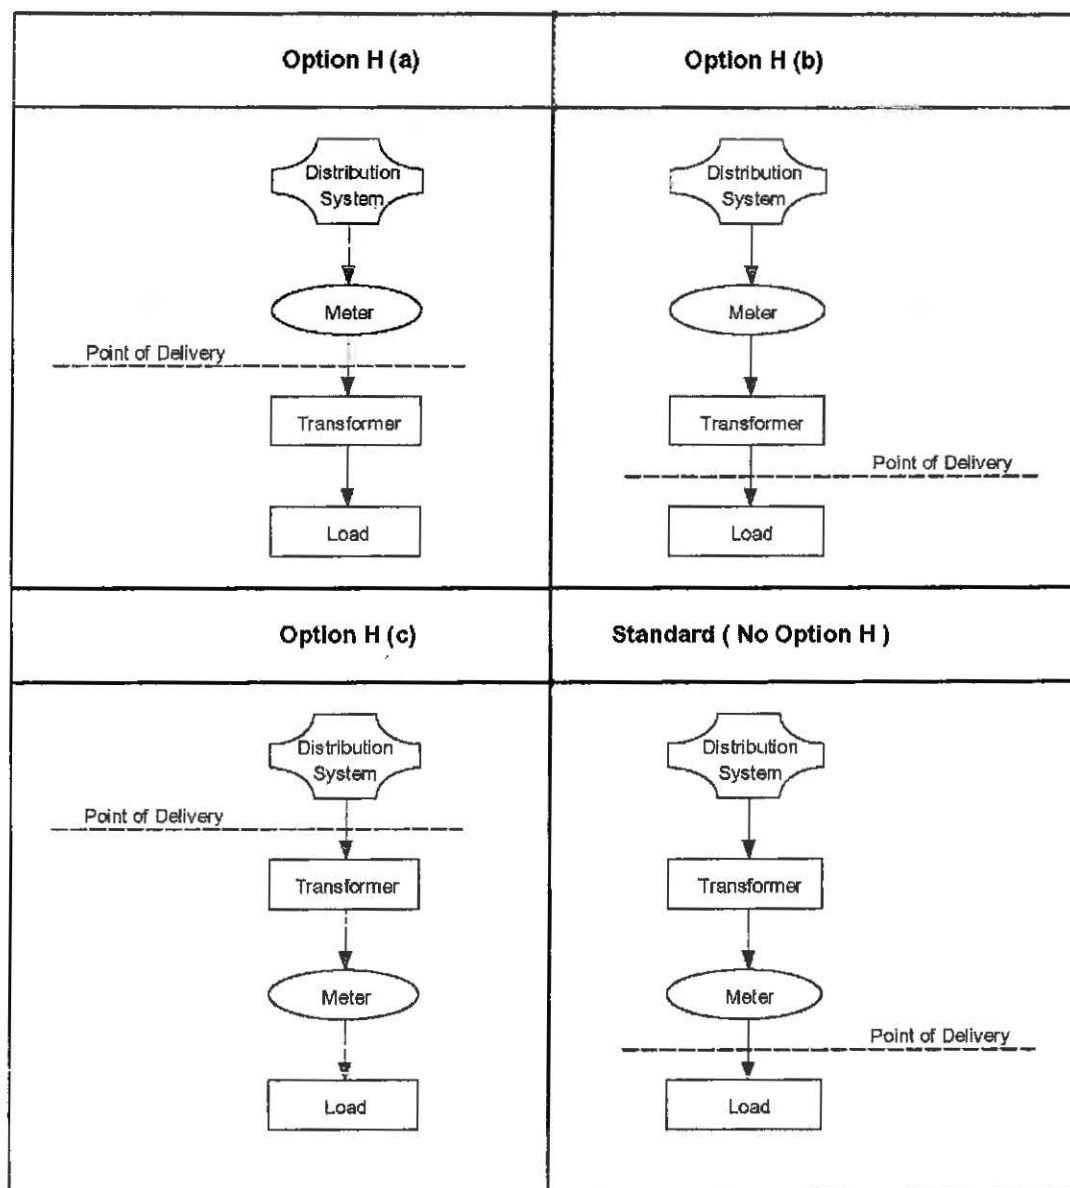 Option H (a)
Distribution
System
Meter
Point of Delivery
Transformer
Load
Option H (b)
Distribution
System
Meter
Transformer
Point of Delivery
Load
Option H (c)
Distribution
System
Point of Delivery
Transformer
Meter
Load
Standard ( No Option H )
Distribution
System
Transformer
Meter
Point of Delivery
Load